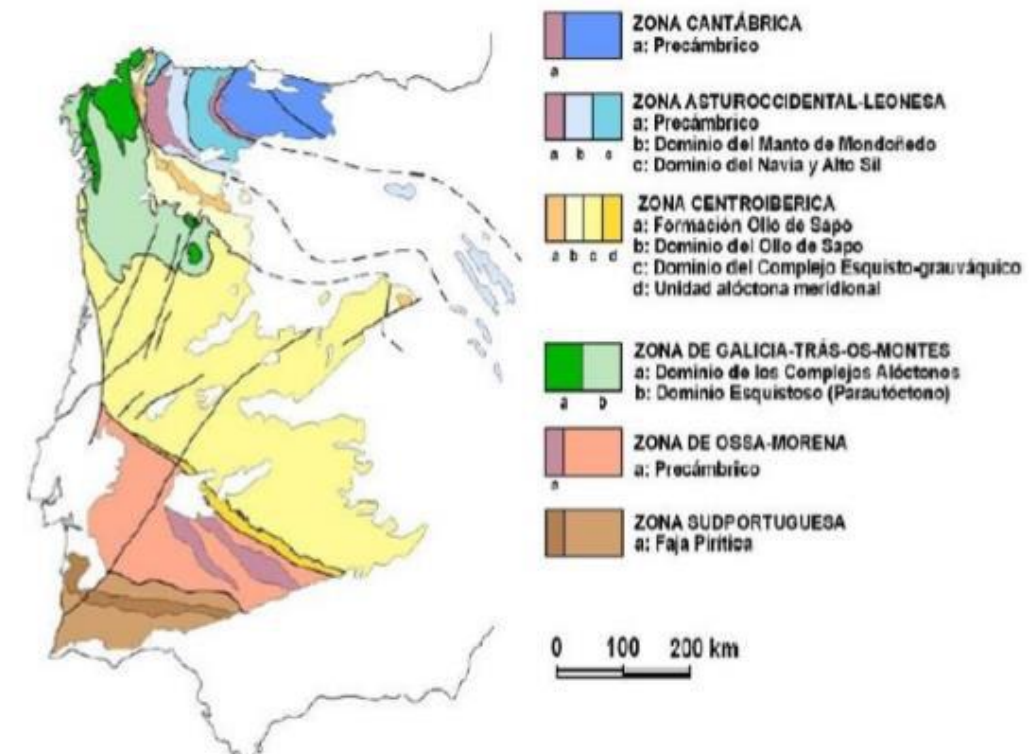 ZONA CANTÁBRICA
a: Precámbrico
a
ZONA ASTUROCCIDENTAL-LEONESA
a: Precámbrico
b: Dominio del Manto de Mondoñedo
c: Dominio del Navia y Alto Sil
a b c
ZONA CENTROIBERICA
a: Formación Ollo de Sapo
b: Dominio del Ollo de Sapo
c: Dominio del Complejo Esquisto-grauváquico
d: Unidad alóctona meridional
a b c d
ZONA DE GALICIA-TRÁS-OS-MONTES
a: Dominio de los Complejos Alóctonos
b: Dominio Esquistoso (Parautóctono)
a b
ZONA DE OSSA-MORENA
a: Precámbrico
a
ZONA SUDPORTUGUESA
a: Faja Pirítica
0 100 200 km